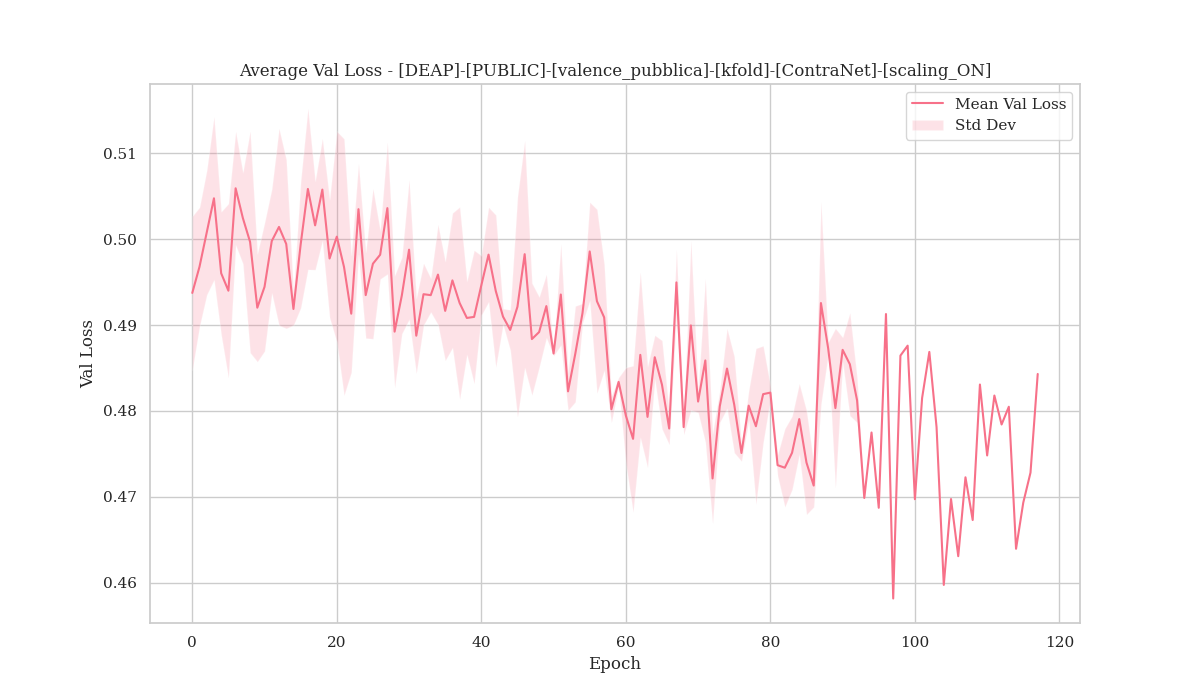 Average Val Loss - [DEAP]-[PUBLIC]-[valence_pubblica]-[kfold]-[ContraNet]-[scaling_ON]
Mean Val Loss
Std Dev
0.51
0.50
0.49
0.48
0.47
0.46
Val Loss
0 20 40 60 80 100 120
Epoch